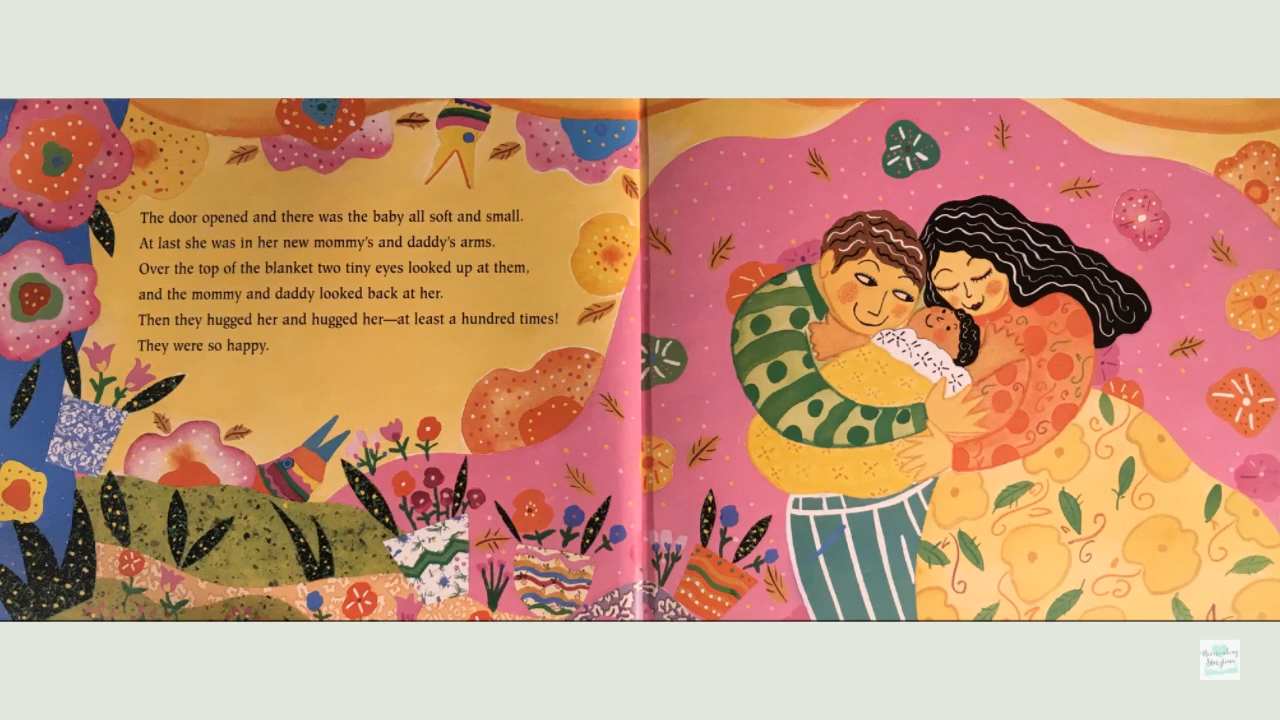 The door opened and there was the baby all soft and small.
At last she was in her new mommy's and daddy's arms.
Over the top of the blanket two tiny eyes looked up at them,
and the mommy and daddy looked back at her.
Then they hugged her and hugged her—at least a hundred times!
They were so happy.